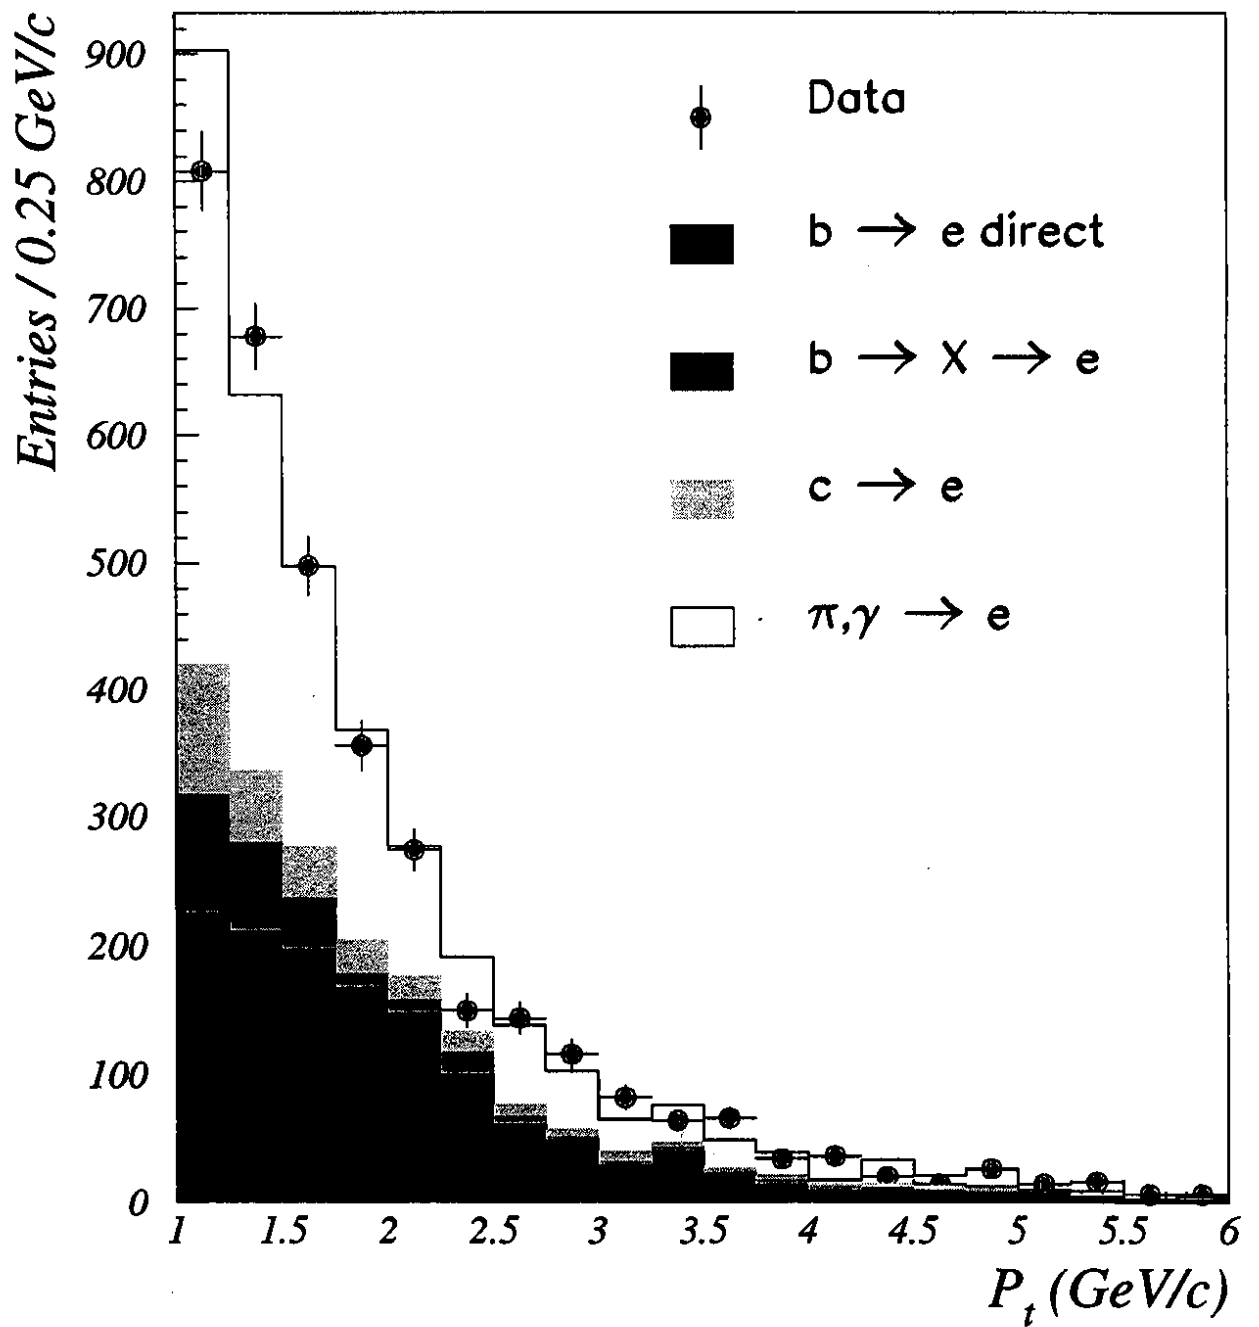 Entries / 0.25 GeV/c
900
800
700
600
500
400
300
200
100
0
Data
b → e direct
b → X → e
c → e
π,γ → e
1 1.5 2 2.5 3 3.5 4 4.5 5 5.5 6
P_t (GeV/c)